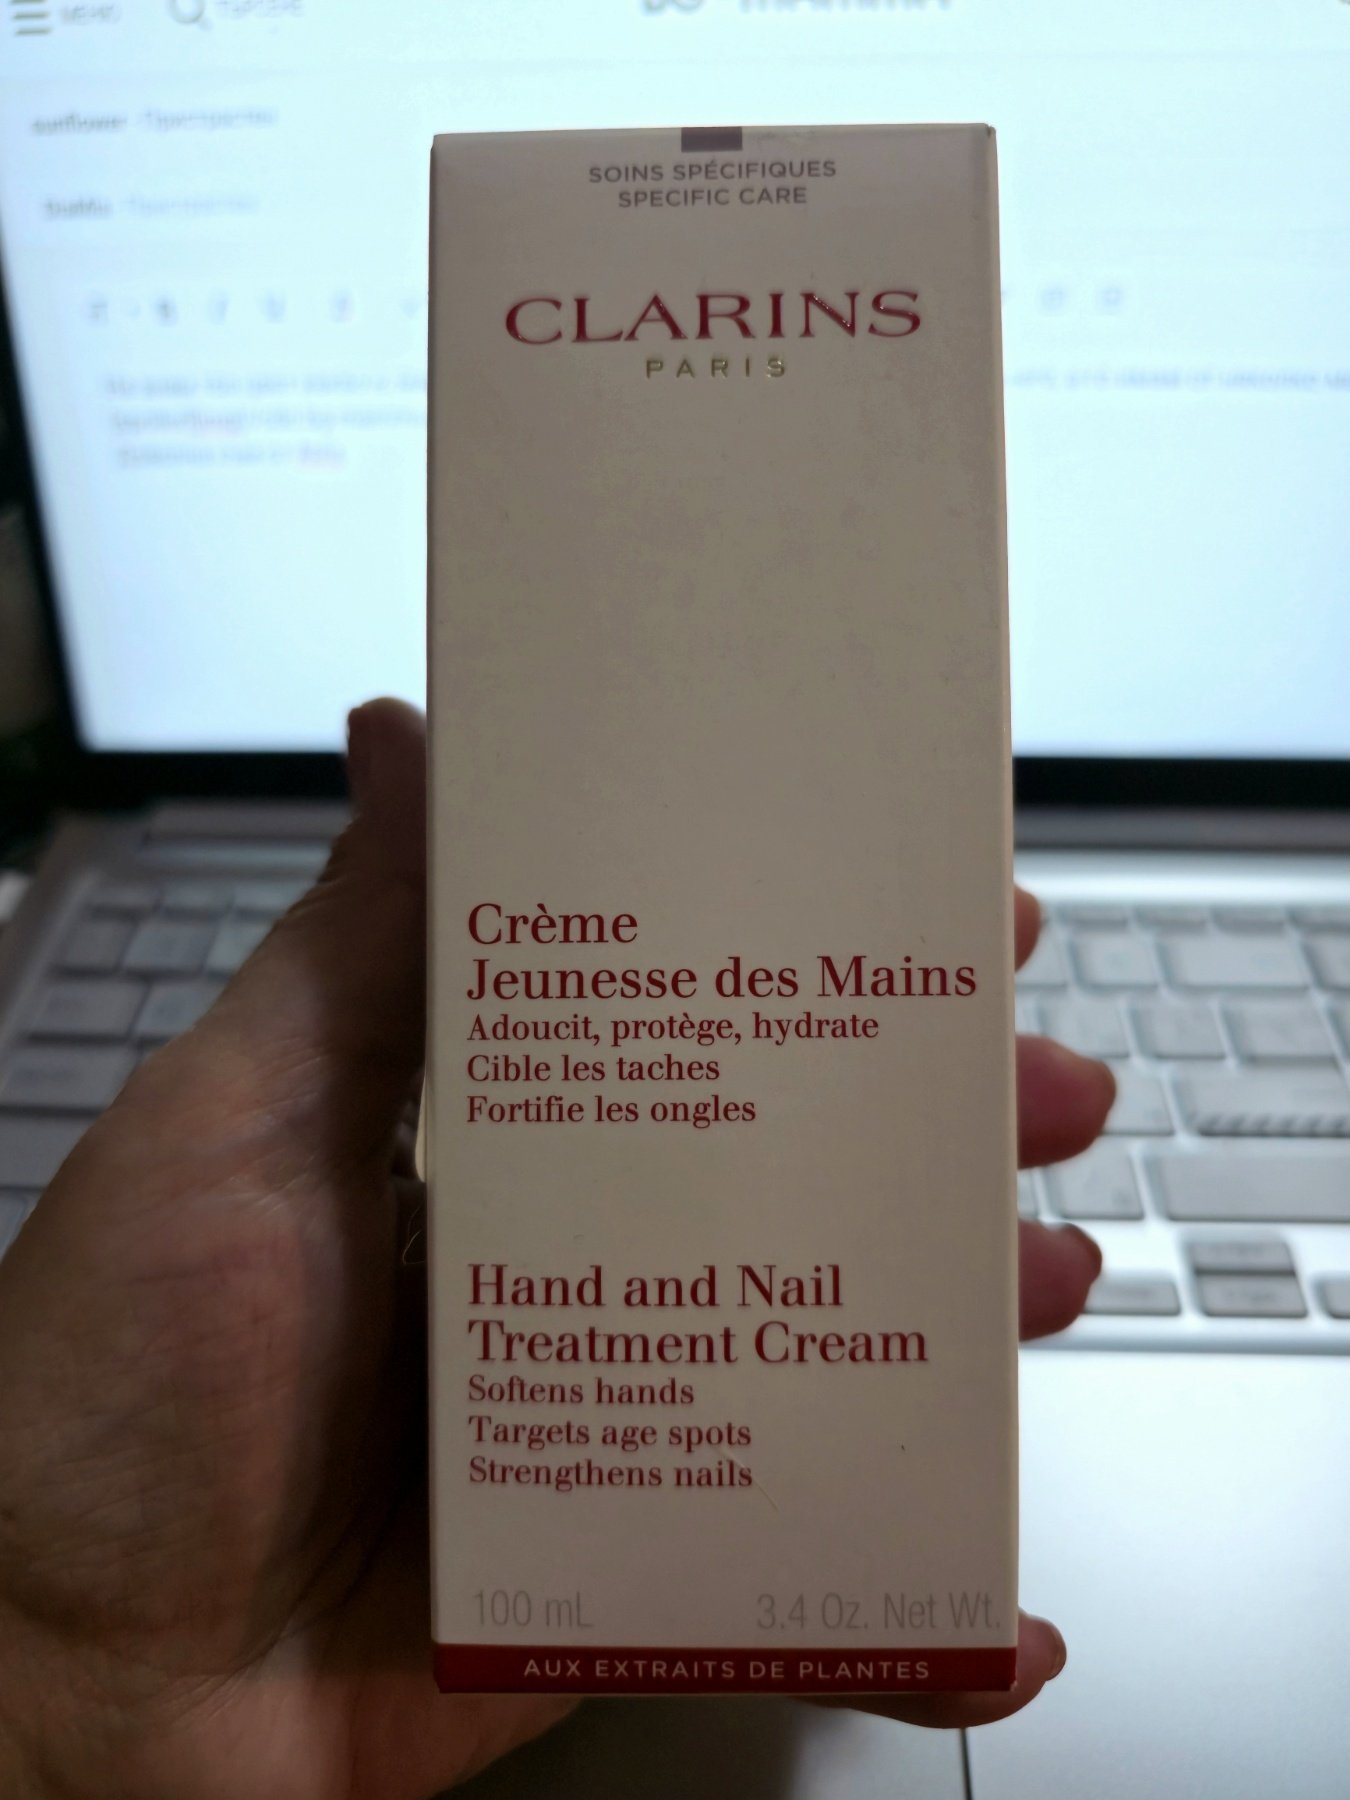 SOINS SPÉCIFIQUES
SPECIFIC CARE
CLARINS
PARIS
Crème
Jeunesse des Mains
Adoucit, protège, hydrate
Cible les taches
Fortifie les ongles
Hand and Nail
Treatment Cream
Softens hands
Targets age spots
Strengthens nails
100 mL 3.4 Oz. Net Wt.
AUX EXTRAITS DE PLANTES